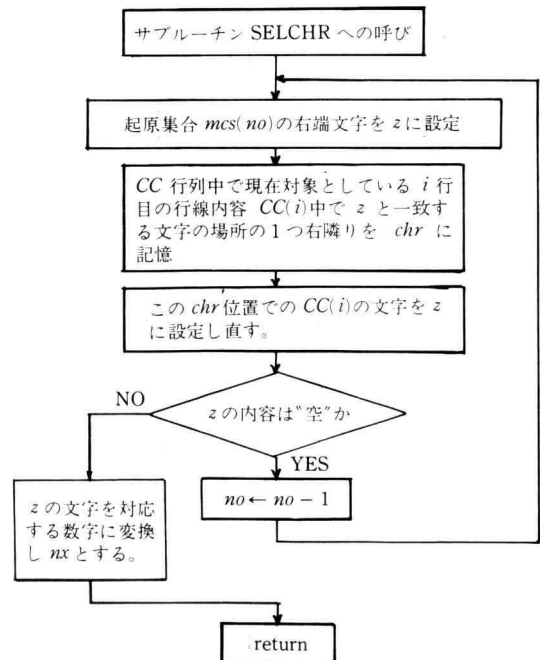 サブルーチン SELCHR への呼び
起原集合 mcs(no)の右端文字を z に設定
CC 行列中で現在対象としている i 行
目の行線内容 CC(i)中で z と一致す
る文字の場所の1つ右隣りを chr に
記憶
この chr 位置での CC(i)の文字を z
に設定し直す。
NO
z の内容は"空"か
YES
no ← no − 1
z の文字を対応
する数字に変換
し nx とする。
return